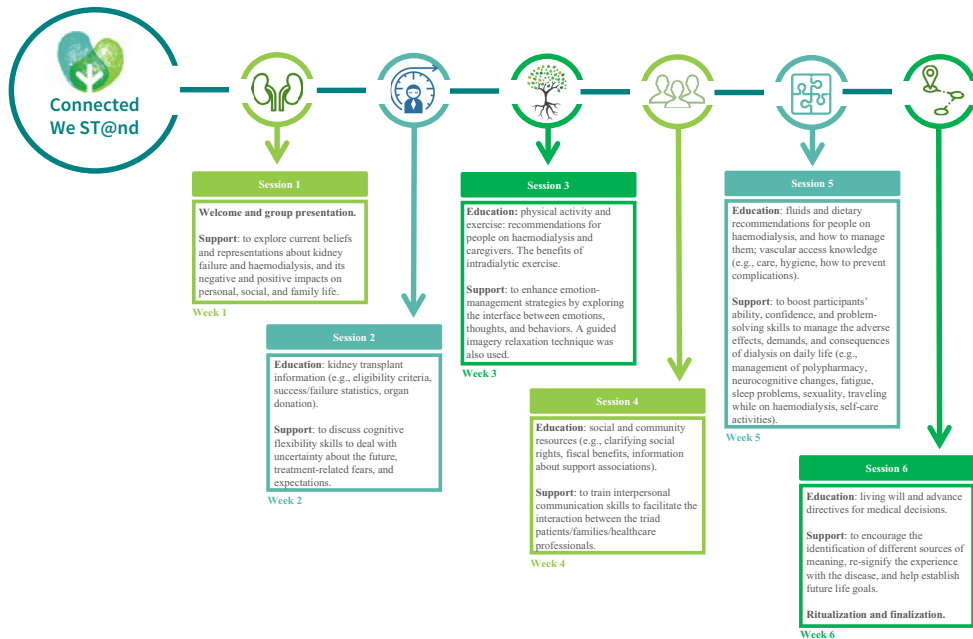 Connected
We ST@nd
Session 1
Welcome and group presentation.
Support: to explore current beliefs
and representations about kidney
failure and haemodialysis, and its
negative and positive impacts on
personal, social, and family life.
Week 1
Session 2
Education: kidney transplant
information (e.g., eligibility criteria,
success/failure statistics, organ
donation).
Support: to discuss cognitive
flexibility skills to deal with
uncertainty about the future,
treatment-related fears, and
expectations.
Week 2
Session 3
Education: physical activity and
exercise: recommendations for
people on haemodialysis and
caregivers. The benefits of
intradialytic exercise.
Support: to enhance emotion-
management strategies by exploring
the interface between emotions,
thoughts, and behaviors. A guided
imagery relaxation technique was
also used.
Week 3
Session 4
Education: social and community
resources (e.g., clarifying social
rights, fiscal benefits, information
about support associations).
Support: to train interpersonal
communication skills to facilitate the
interaction between the triad
patients/families/healthcare
professionals.
Week 4
Session 5
Education: fluids and dietary
recommendations for people on
haemodialysis, and how to manage
them; vascular access knowledge
(e.g., care, hygiene, how to prevent
complications).
Support: to boost participants'
ability, confidence, and problem-
solving skills to manage the adverse
effects, demands, and consequences
of dialysis on daily life (e.g.,
management of polypharmacy,
neurocognitive changes, fatigue,
sleep problems, sexuality, traveling
while on haemodialysis, self-care
activities).
Week 5
Session 6
Education: living will and advance
directives for medical decisions.
Support: to encourage the
identification of different sources of
meaning, re-signify the experience
with the disease, and help establish
future life goals.
Ritualization and finalization.
Week 6